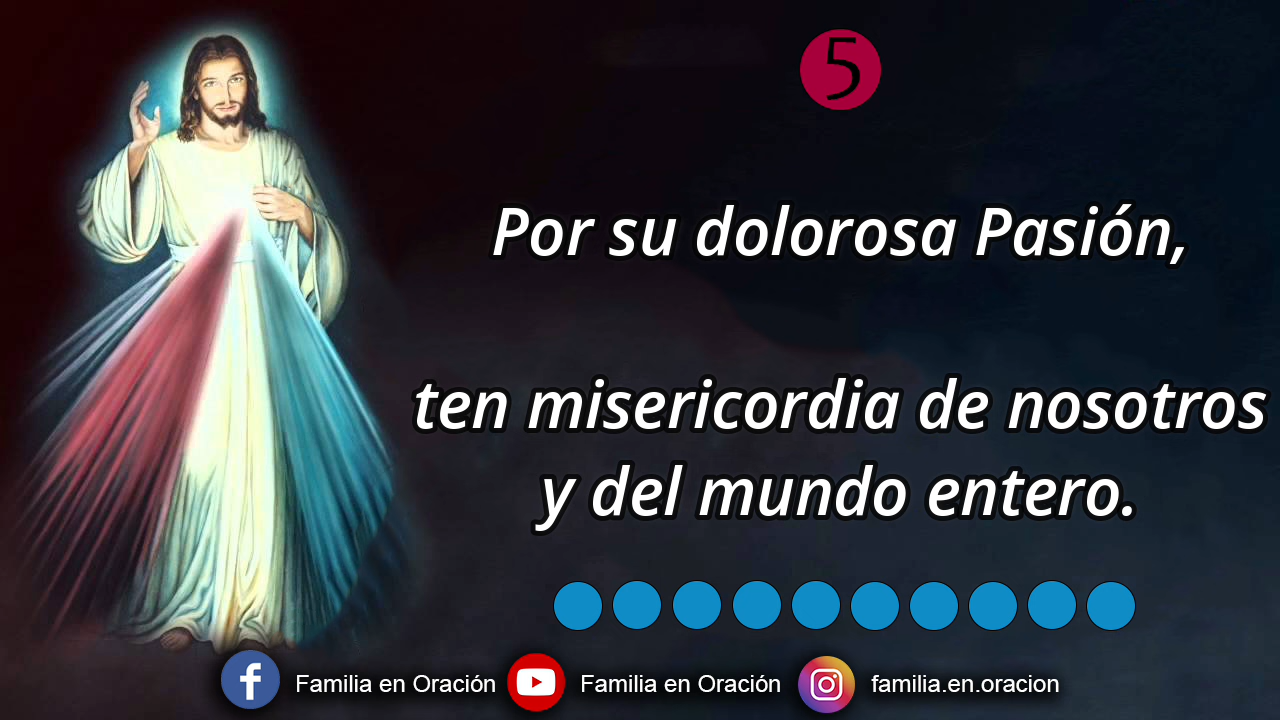 5
Por su dolorosa Pasión,
ten misericordia de nosotros
y del mundo entero.
Familia en Oración
Familia en Oración
familia.en.oracion